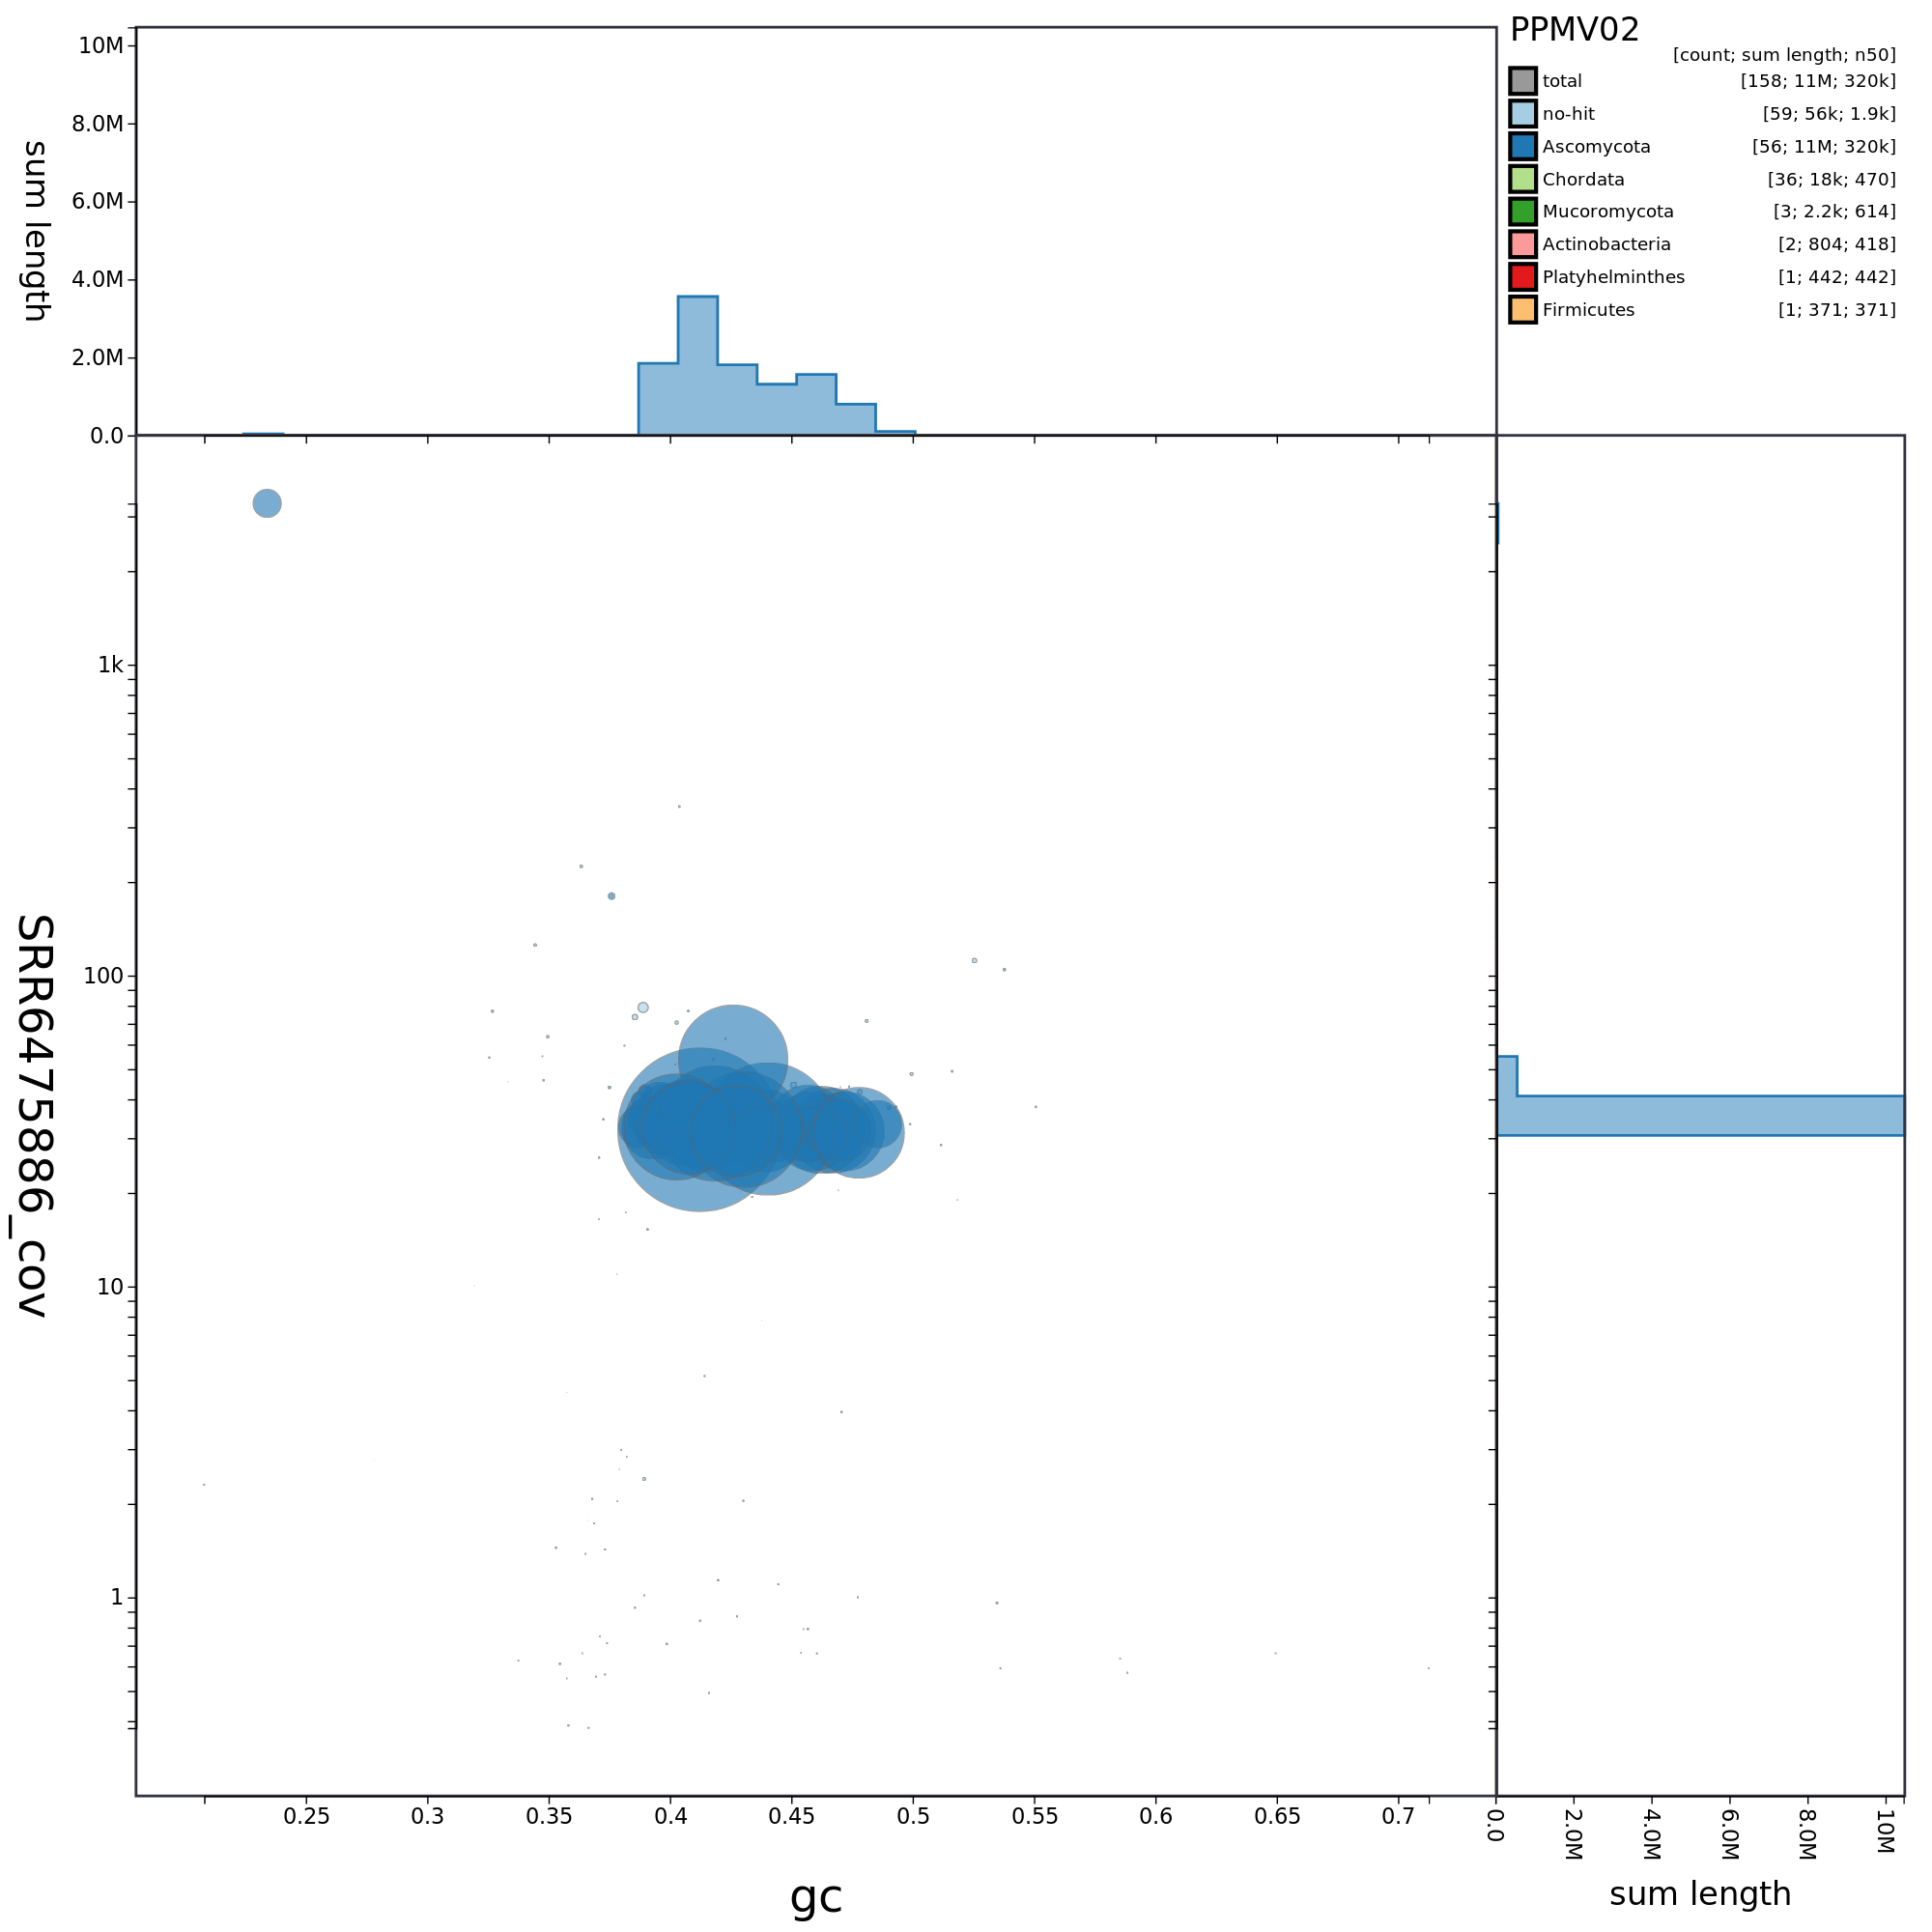 PPMV02
[count; sum length; n50]
total [158; 11M; 320k]
no-hit [59; 56k; 1.9k]
Ascomycota [56; 11M; 320k]
Chordata [36; 18k; 470]
Mucoromycota [3; 2.2k; 614]
Actinobacteria [2; 804; 418]
Platyhelminthes [1; 442; 442]
Firmicutes [1; 371; 371]
sum length
10M
8.0M
6.0M
4.0M
2.0M
0.0
SRR6475886_cov
1k
100
10
1
0.25 0.3 0.35 0.4 0.45 0.5 0.55 0.6 0.65 0.7
gc
0.0 2.0M 4.0M 6.0M 8.0M 10M
sum length